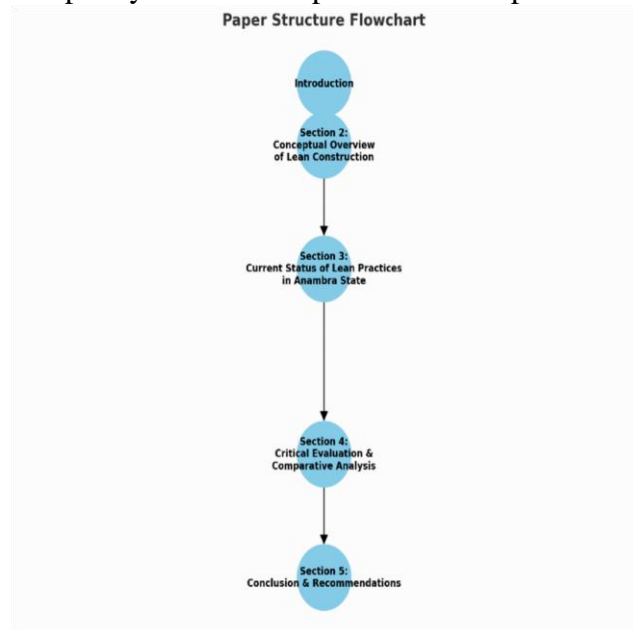 Paper Structure Flowchart
Introduction
Section 2:
Conceptual Overview
of Lean Construction
Section 3:
Current Status of Lean Practices
in Anambra State
Section 4:
Critical Evaluation &
Comparative Analysis
Section 5:
Conclusion & Recommendations